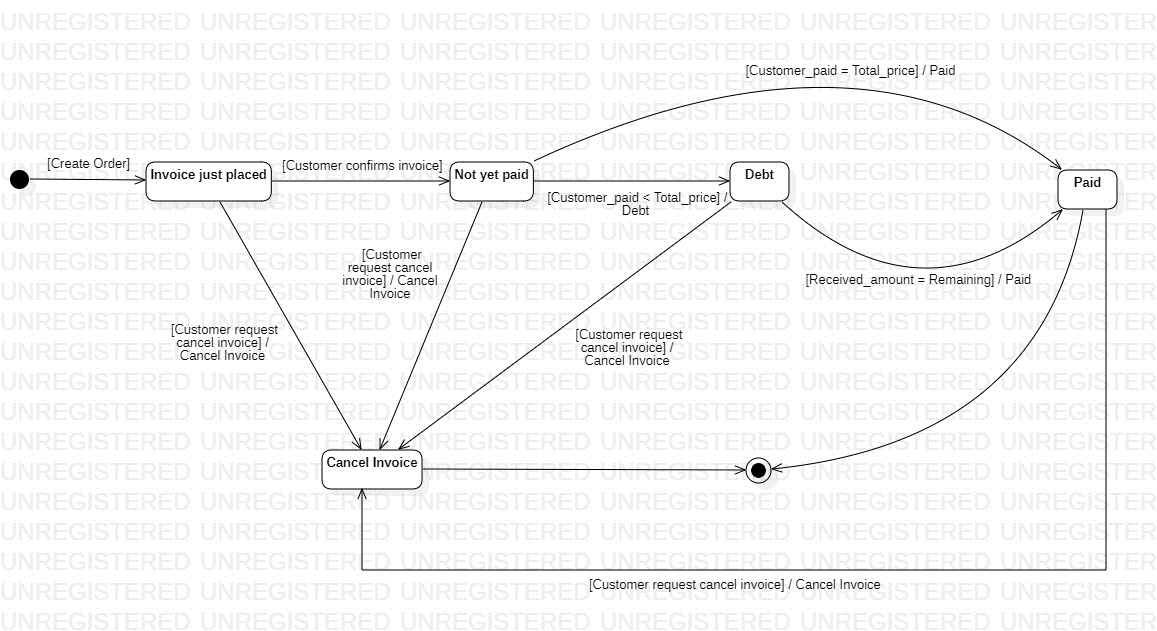 [Customer_paid = Total_price] / Paid
[Create Order]
[Customer confirms invoice]
Invoice just placed
Not yet paid
Debt
Paid
[Customer_paid < Total_price] /
Debt
[Customer
request cancel
invoice] / Cancel
Invoice
[Received_amount = Remaining] / Paid
[Customer request
cancel invoice] /
Cancel Invoice
[Customer request
cancel invoice] /
Cancel Invoice
Cancel Invoice
[Customer request cancel invoice] / Cancel Invoice
UNREGISTERED